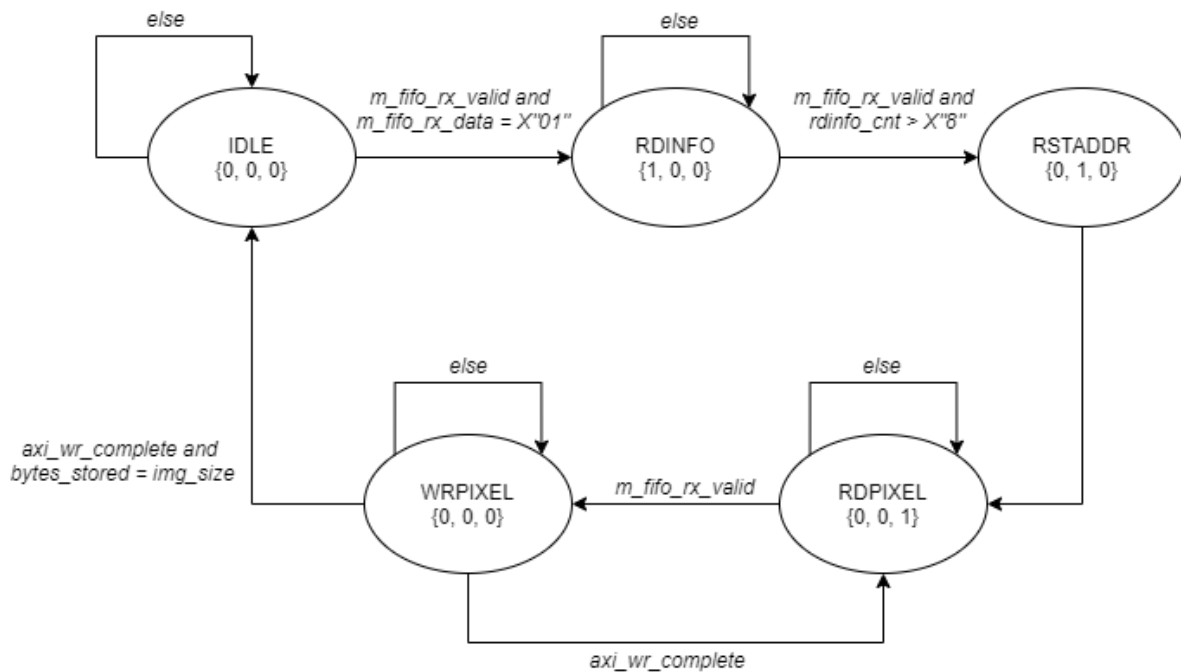 else
else
m_fifo_rx_valid and
m_fifo_rx_data = X"01"
m_fifo_rx_valid and
rdinfo_cnt > X"8"
IDLE
{0, 0, 0}
RDINFO
{1, 0, 0}
RSTADDR
{0, 1, 0}
else
else
axi_wr_complete and
bytes_stored = img_size
WRPIXEL
{0, 0, 0}
m_fifo_rx_valid
RDPIXEL
{0, 0, 1}
axi_wr_complete